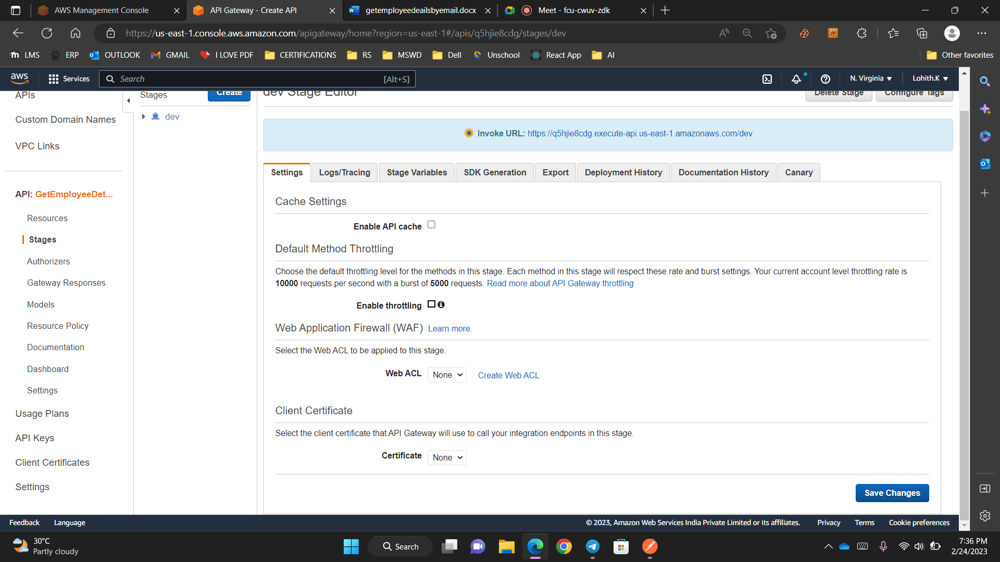 AWS Management Console
API Gateway - Create API
getemployeedeailsbyemail.docx
Meet - fcu-cwuv-zdk
https://us-east-1.console.aws.amazon.com/apigateway/home?region=us-east-1#/apis/q5hjie8cdg/stages/dev
LMS
ERP
OUTLOOK
GMAIL
I LOVE PDF
CERTIFICATIONS
RS
MSWD
Dell
Unschool
React App
AI
Other favorites
aws
Services
Search
[Alt+S]
N. Virginia
Lohith.K
APIs
Custom Domain Names
VPC Links
API: GetEmployeeDet...
Resources
Stages
Authorizers
Gateway Responses
Models
Resource Policy
Documentation
Dashboard
Settings
Usage Plans
API Keys
Client Certificates
Settings
Stages
Create
dev
dev Stage Editor
Delete Stage
Configure Tags
Invoke URL: https://q5hjie8cdg.execute-api.us-east-1.amazonaws.com/dev
Settings
Logs/Tracing
Stage Variables
SDK Generation
Export
Deployment History
Documentation History
Canary
Cache Settings
Enable API cache
Default Method Throttling
Choose the default throttling level for the methods in this stage. Each method in this stage will respect these rate and burst settings. Your current account level throttling rate is
10000 requests per second with a burst of 5000 requests. Read more about API Gateway throttling
Enable throttling
Web Application Firewall (WAF) Learn more.
Select the Web ACL to be applied to this stage.
Web ACL
None
Create Web ACL
Client Certificate
Select the client certificate that API Gateway will use to call your integration endpoints in this stage.
Certificate
None
Save Changes
Feedback
Language
© 2023, Amazon Web Services India Private Limited or its affiliates.
Privacy
Terms
Cookie preferences
30°C
Partly cloudy
Search
7:36 PM
2/24/2023